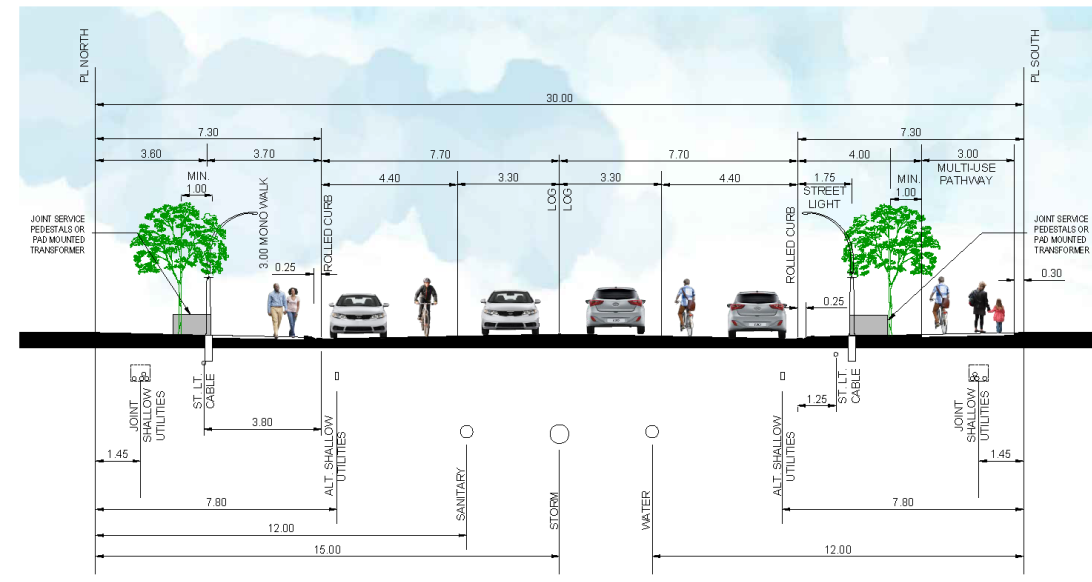 PL NORTH
PL SOUTH
30.00
7.30
7.30
3.60
3.70
7.70
7.70
4.00
3.00
MULTI-USE
PATHWAY
MIN.
1.00
4.40
3.30
3.30
4.40
1.75
STREET
LIGHT
MIN.
1.00
JOINT SERVICE
PEDESTALS OR
PAD MOUNTED
TRANSFORMER
3.00 MONO WALK
0.25
ROLLED CURB
LOG
LOG
ROLLED CURB
0.25
JOINT SERVICE
PEDESTALS OR
PAD MOUNTED
TRANSFORMER
0.30
JOINT
SHALLOW
UTILITIES
ST. LT.
CABLE
3.80
ALT. SHALLOW
UTILITIES
SANITARY
STORM
WATER
ALT. SHALLOW
UTILITIES
1.25
ST. LT.
CABLE
JOINT
SHALLOW
UTILITIES
1.45
1.45
7.80
7.80
12.00
15.00
12.00